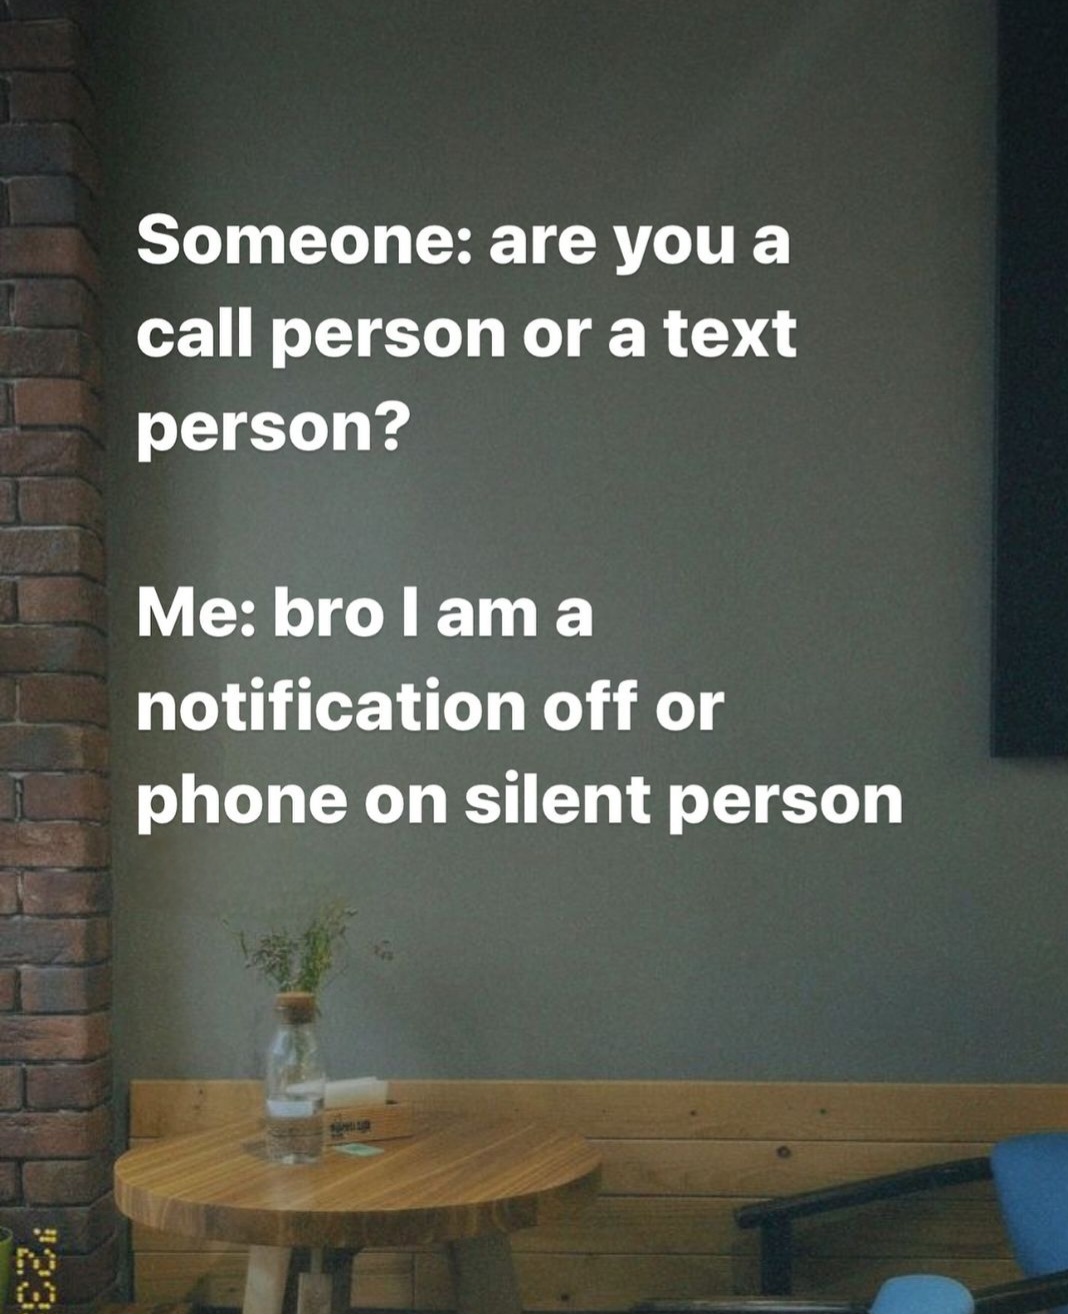 Someone: are you a
call person or a text
person?
Me: bro I am a
notification off or
phone on silent person